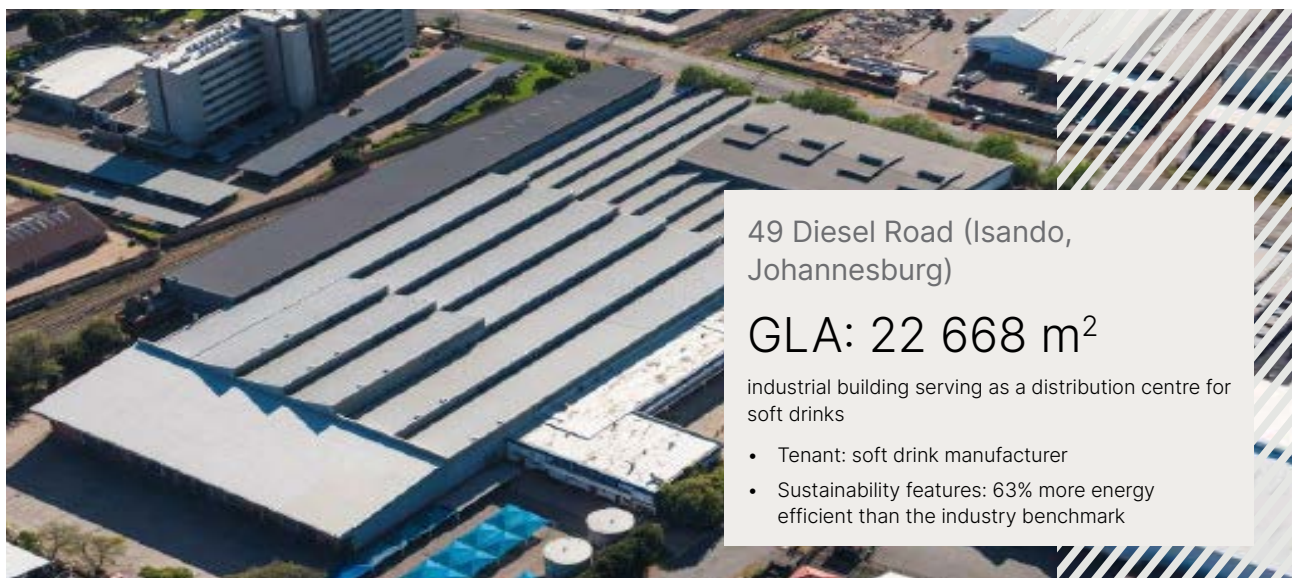 49 Diesel Road (Isando,
Johannesburg)
GLA: 22 668 m²
industrial building serving as a distribution centre for
soft drinks
• Tenant: soft drink manufacturer
• Sustainability features: 63% more energy
efficient than the industry benchmark